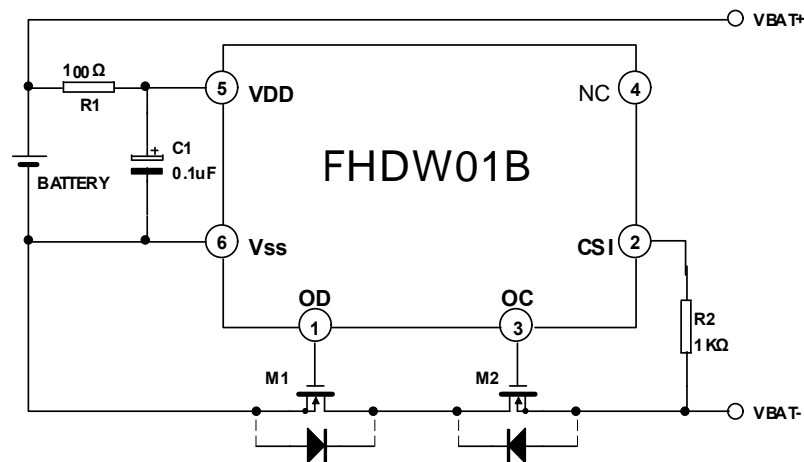 VBAT+
100Ω
R1
5
VDD
NC
4
C1
+
0.1uF
FHDW01B
BATTERY
6
Vss
CSI
2
OD
OC
1
3
R2
1KΩ
M1
M2
VBAT-